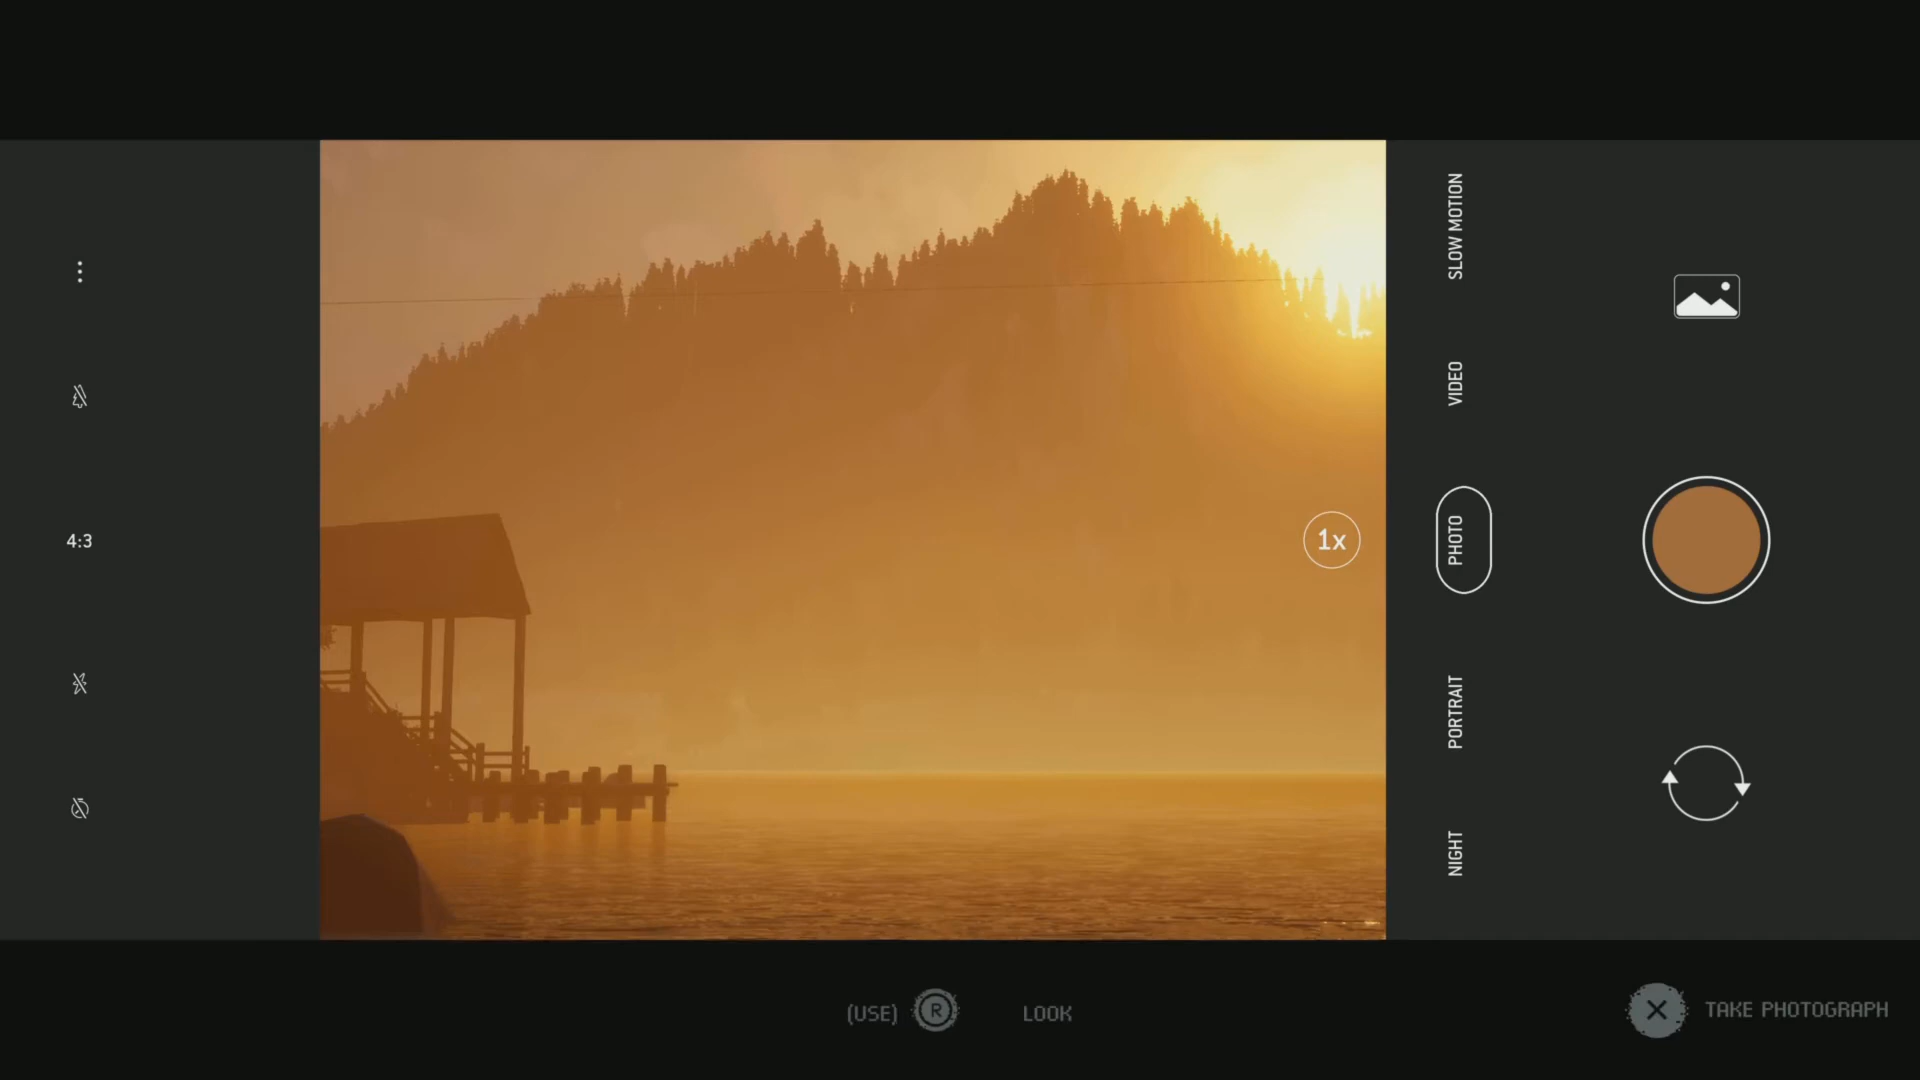 4:3
1x
SLOW MOTION
VIDEO
PHOTO
PORTRAIT
NIGHT
(USE) R LOOK
TAKE PHOTOGRAPH